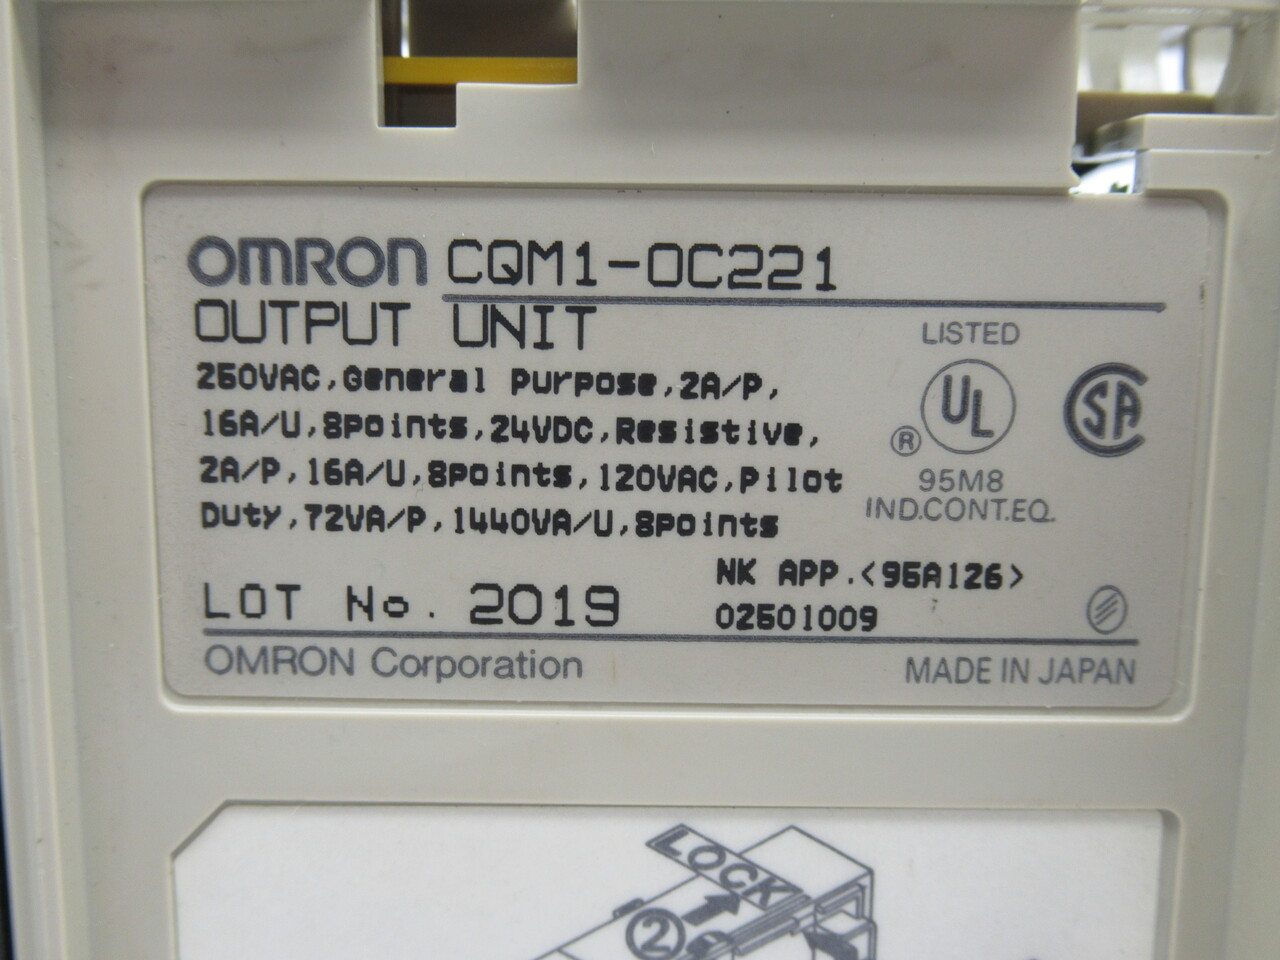 OMRON CQM1-OC221
OUTPUT UNIT
250VAC,General Purpose,2A/P,
16A/U,8points,24VDC,Resistive,
2A/P,16A/U,8points,120VAC,Pilot
Duty,72VA/P,1440VA/U,8points
LISTED
UL
®
SA
95M8
IND.CONT.EQ.
NK APP.<95A126>
LOT No. 2019
02501009
OMRON Corporation
MADE IN JAPAN
LOCK
2